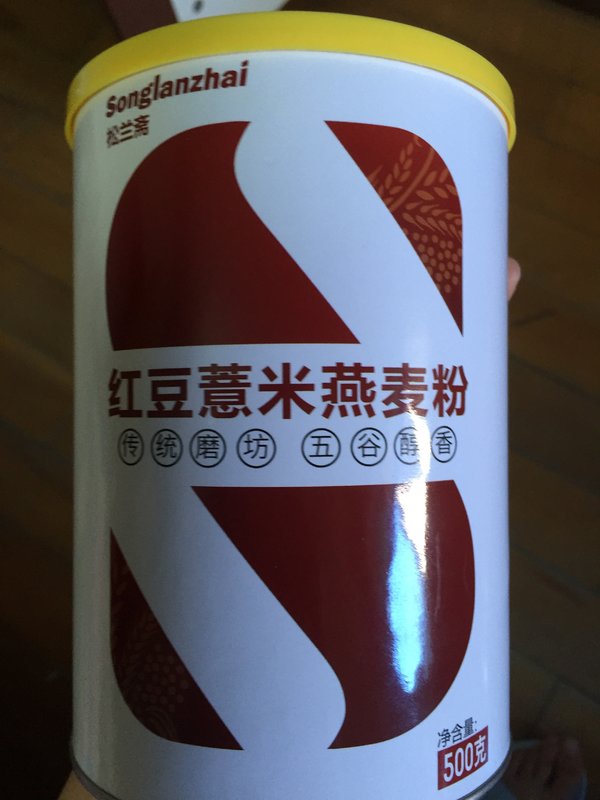 Songlanzhai
松兰斋
红豆薏米燕麦粉
传统磨坊 五谷醇香
净含量:
500克